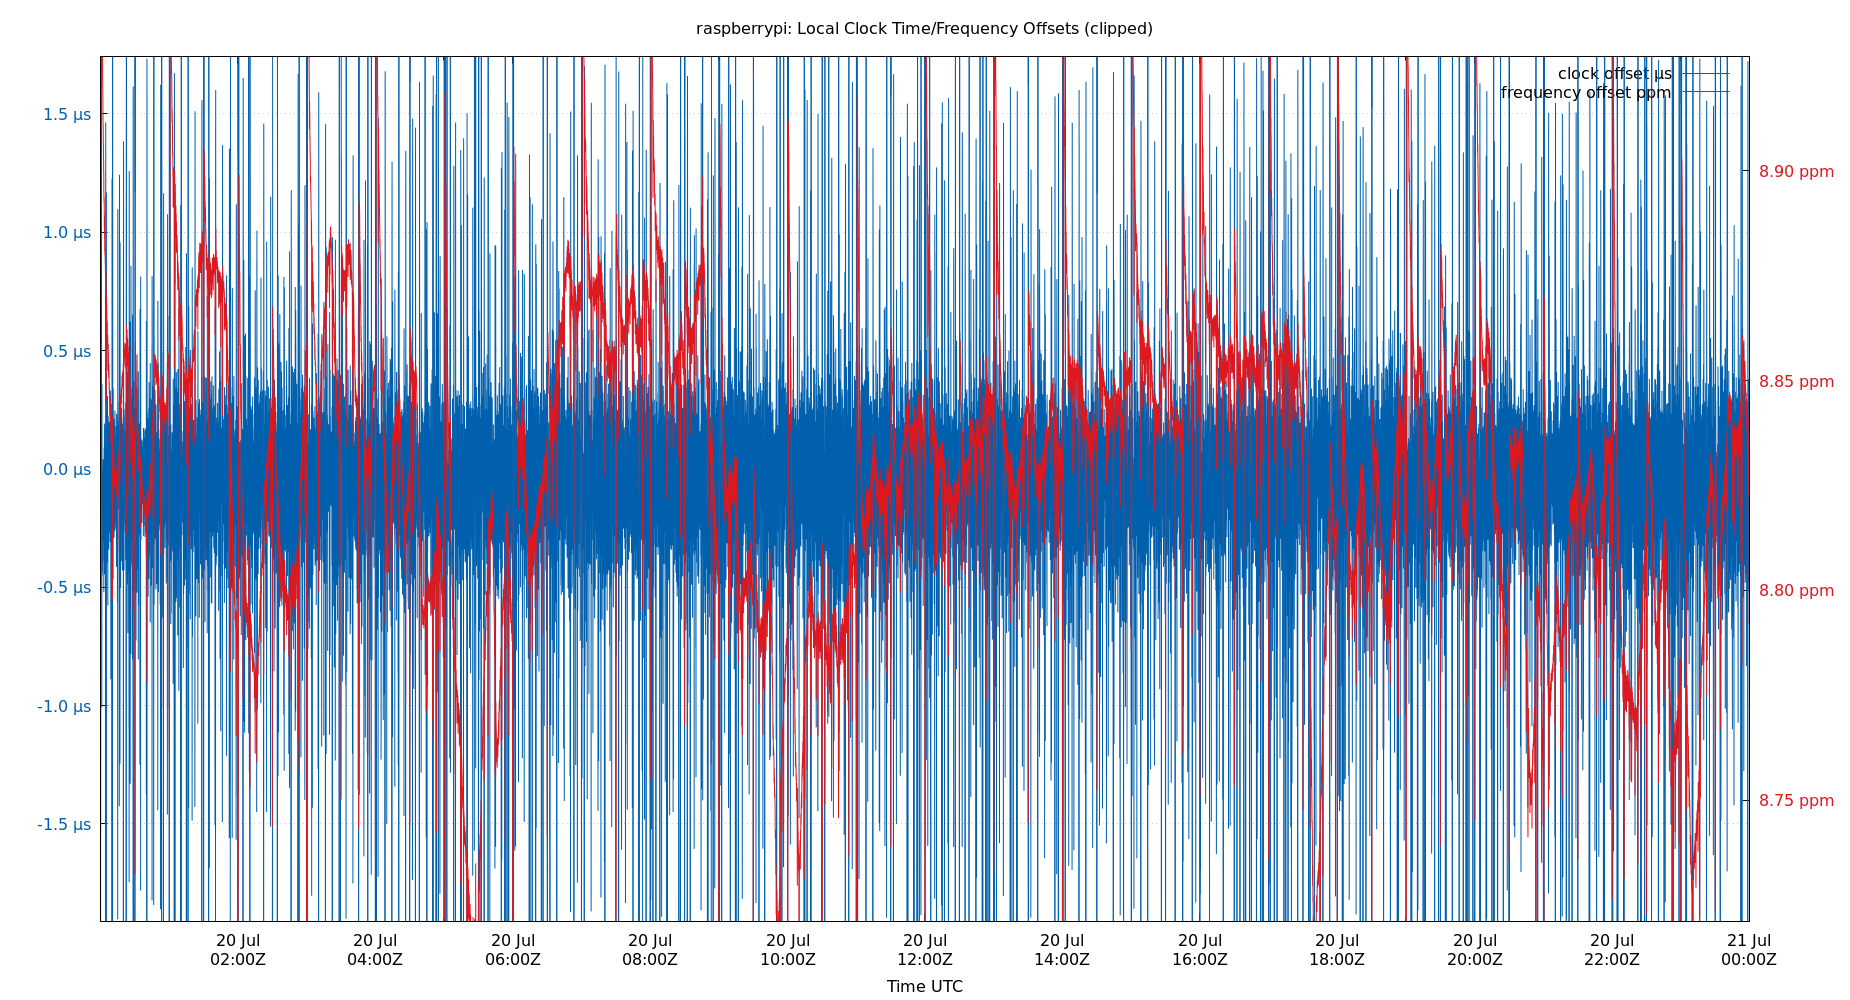 raspberrypi: Local Clock Time/Frequency Offsets (clipped)
clock offset µs
frequency offset ppm
1.5 µs
1.0 µs
0.5 µs
0.0 µs
-0.5 µs
-1.0 µs
-1.5 µs
8.90 ppm
8.85 ppm
8.80 ppm
8.75 ppm
20 Jul 20 Jul 20 Jul 20 Jul 20 Jul 20 Jul 20 Jul 20 Jul 20 Jul 20 Jul 20 Jul 21 Jul
02:00Z 04:00Z 06:00Z 08:00Z 10:00Z 12:00Z 14:00Z 16:00Z 18:00Z 20:00Z 22:00Z 00:00Z
Time UTC